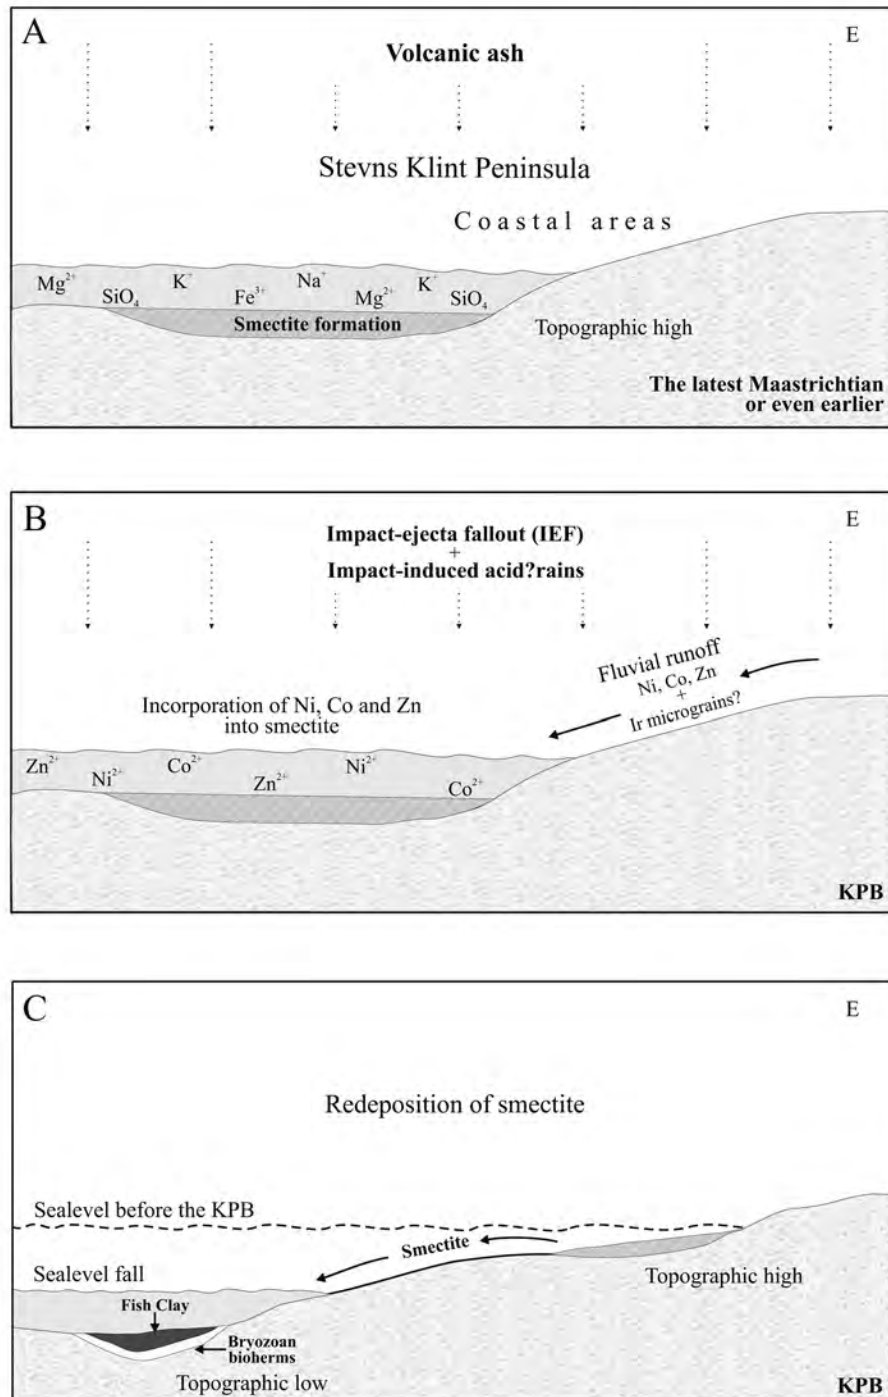 A
E
Volcanic ash
Stevns Klint Peninsula
Coastal areas
Mg²⁺ SiO₄ K⁺ Fe³⁺ Na⁺ Mg²⁺ K⁺ SiO₄
Smectite formation
Topographic high
The latest Maastrichtian
or even earlier
B
E
Impact-ejecta fallout (IEF)
+
Impact-induced acid?rains
Fluvial runoff
Ni, Co, Zn
+
Ir micrograins?
Incorporation of Ni, Co and Zn
into smectite
Zn²⁺ Ni²⁺ Co²⁺ Zn²⁺ Ni²⁺ Co²⁺
KPB
C
E
Redeposition of smectite
Sealevel before the KPB
Smectite
Sealevel fall
Topographic high
Fish Clay
Bryozoan
bioherms
Topographic low
KPB